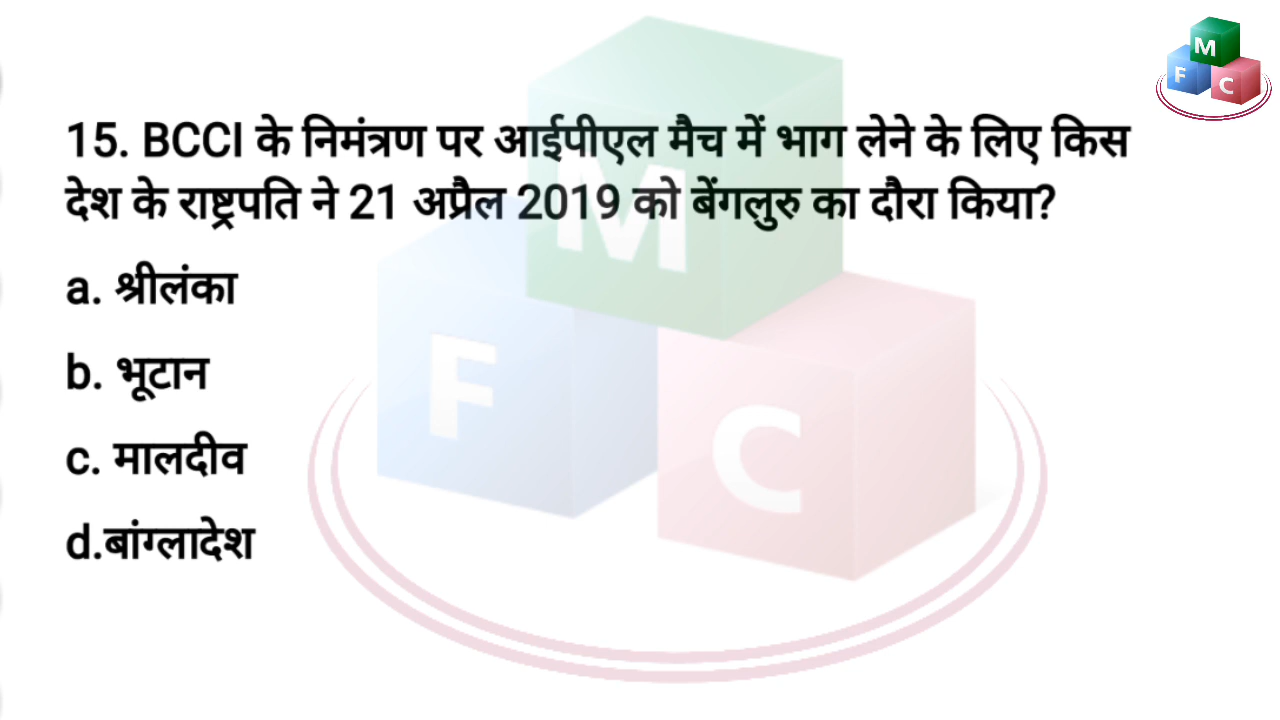 M
F C
15. BCCI के निमंत्रण पर आईपीएल मैच में भाग लेने के लिए किस
देश के राष्ट्रपति ने 21 अप्रैल 2019 को बेंगलुरु का दौरा किया?
a. श्रीलंका
b. भूटान
c. मालदीव
d.बांग्लादेश
M
F
C